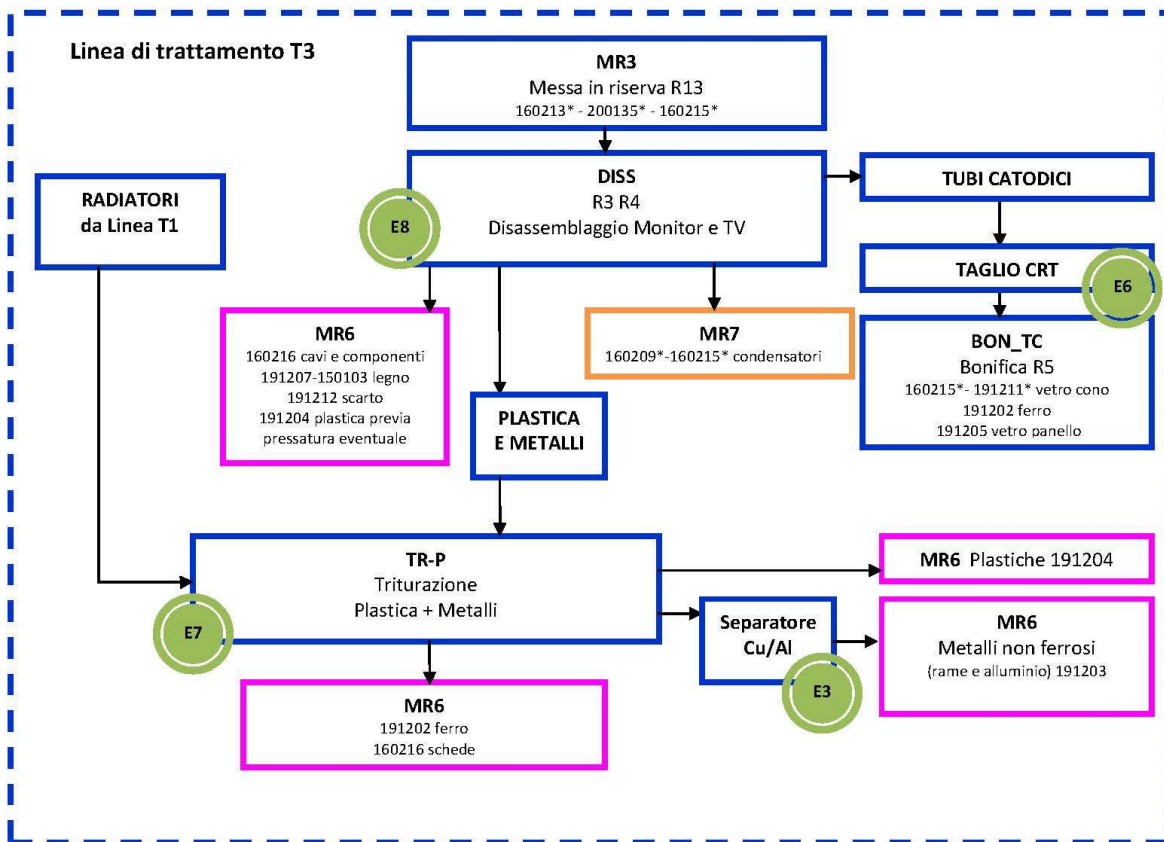 Linea di trattamento T3
MR3
Messa in riserva R13
160213* - 200135* - 160215*
RADIATORI
da Linea T1
DISS
R3 R4
Disassemblaggio Monitor e TV
E8
TUBI CATODICI
TAGLIO CRT
E6
MR6
160216 cavi e componenti
191207-150103 legno
191212 scarto
191204 plastica previa
pressatura eventuale
MR7
160209*-160215* condensatori
BON_TC
Bonifica R5
160215*- 191211* vetro cono
191202 ferro
191205 vetro panello
PLASTICA
E METALLI
TR-P
Triturazione
Plastica + Metalli
E7
MR6 Plastiche 191204
Separatore
Cu/Al
E3
MR6
Metalli non ferrosi
(rame e alluminio) 191203
MR6
191202 ferro
160216 schede